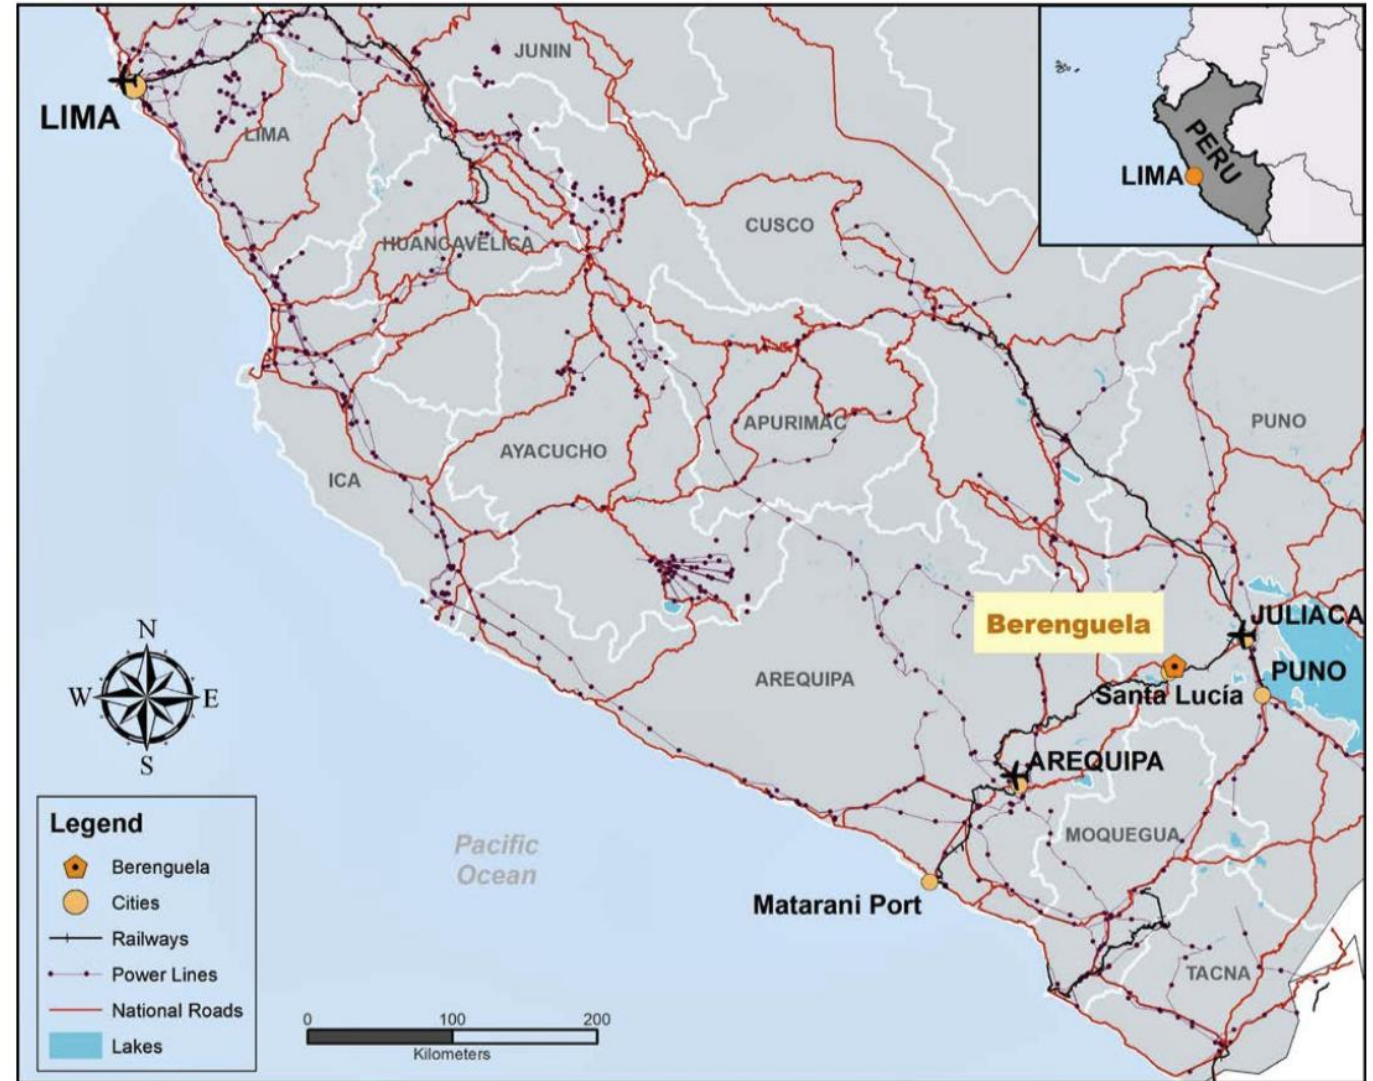 JUNIN
LIMA
LIMA
HUANCAVELICA
CUSCO
PERÚ
LIMA
APURIMAC
PUNO
AYACUCHO
ICA
Berenguela
JULIACA
PUNO
Santa Lucía
AREQUIPA
AREQUIPA
MOQUEGUA
Matarani Port
TACNA
Pacific
Ocean
N
W
E
S
Legend
Berenguela
Cities
Railways
Power Lines
National Roads
Lakes
0 100 200
Kilometers